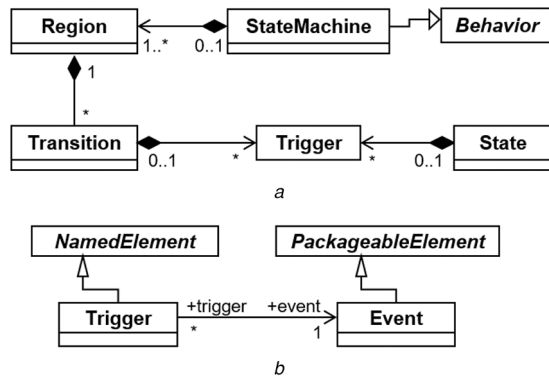 Region
StateMachine
Behavior
1..*
0..1
1
*
Transition
Trigger
State
0..1
*
*
0..1
a
NamedElement
PackageableElement
+trigger
+event
Trigger
Event
*
1
b